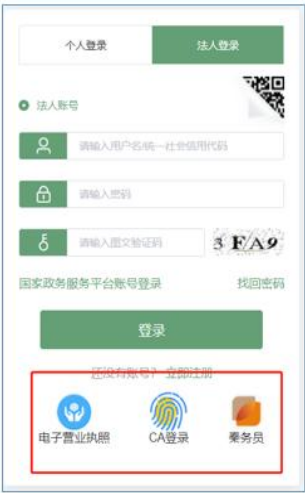 个人登录 法人登录
法人账号
请输入用户名/统一社会信用代码
请输入密码
请输入图文验证码 3 F A 9
国家政务服务平台账号登录 找回密码
登录
还没有账号？ 立即注册
电子营业执照 CA登录 秦务员